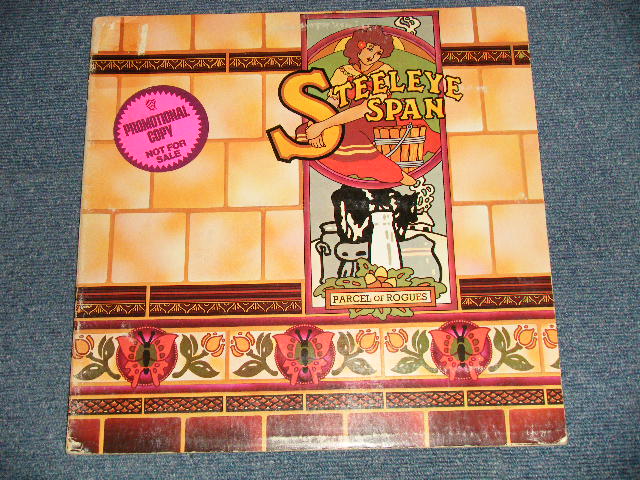 STEELEYE
SPAN
PROMOTIONAL
COPY
NOT FOR
SALE
PARCEL OF ROGUES